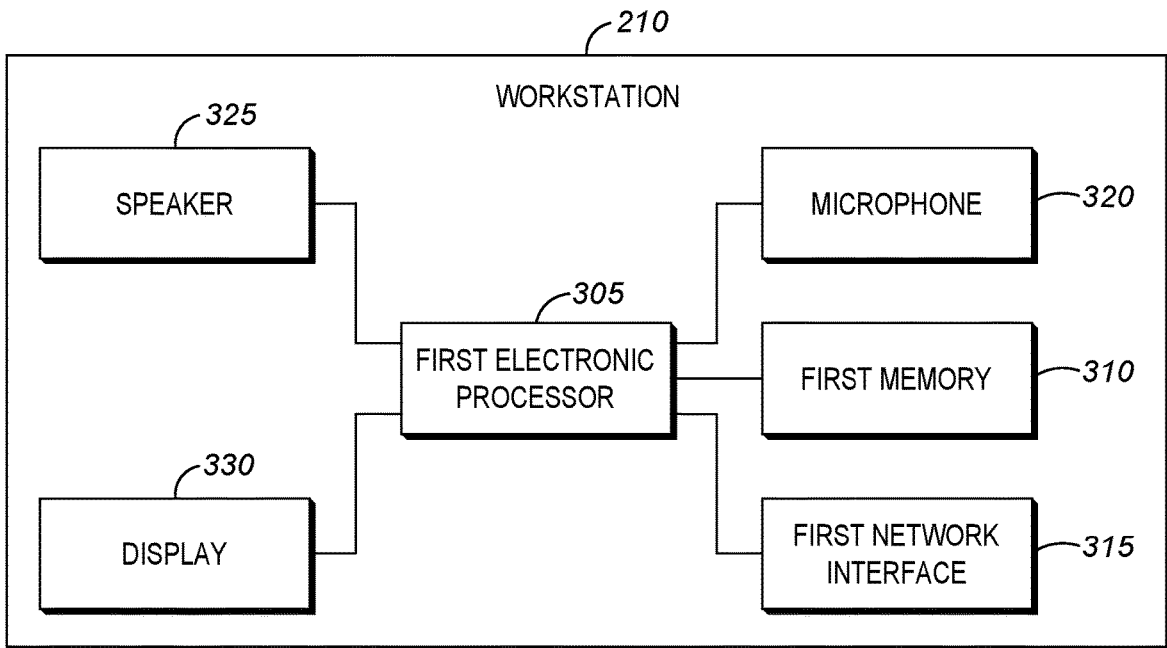 210
WORKSTATION
325
SPEAKER
MICROPHONE
320
305
FIRST ELECTRONIC
PROCESSOR
FIRST MEMORY
310
330
DISPLAY
FIRST NETWORK
INTERFACE
315